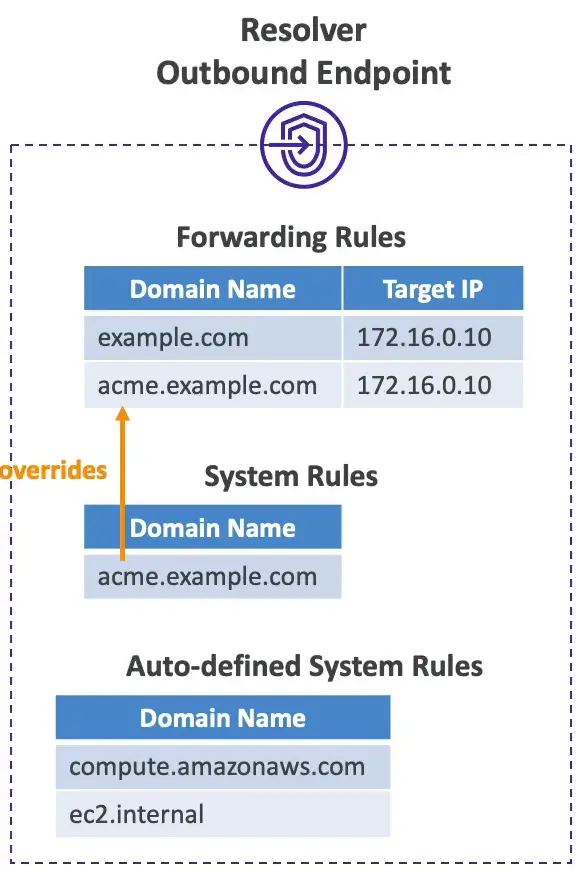 Resolver
Outbound Endpoint
Forwarding Rules
Domain Name Target IP
example.com 172.16.0.10
acme.example.com 172.16.0.10
overrides
System Rules
Domain Name
acme.example.com
Auto-defined System Rules
Domain Name
compute.amazonaws.com
ec2.internal